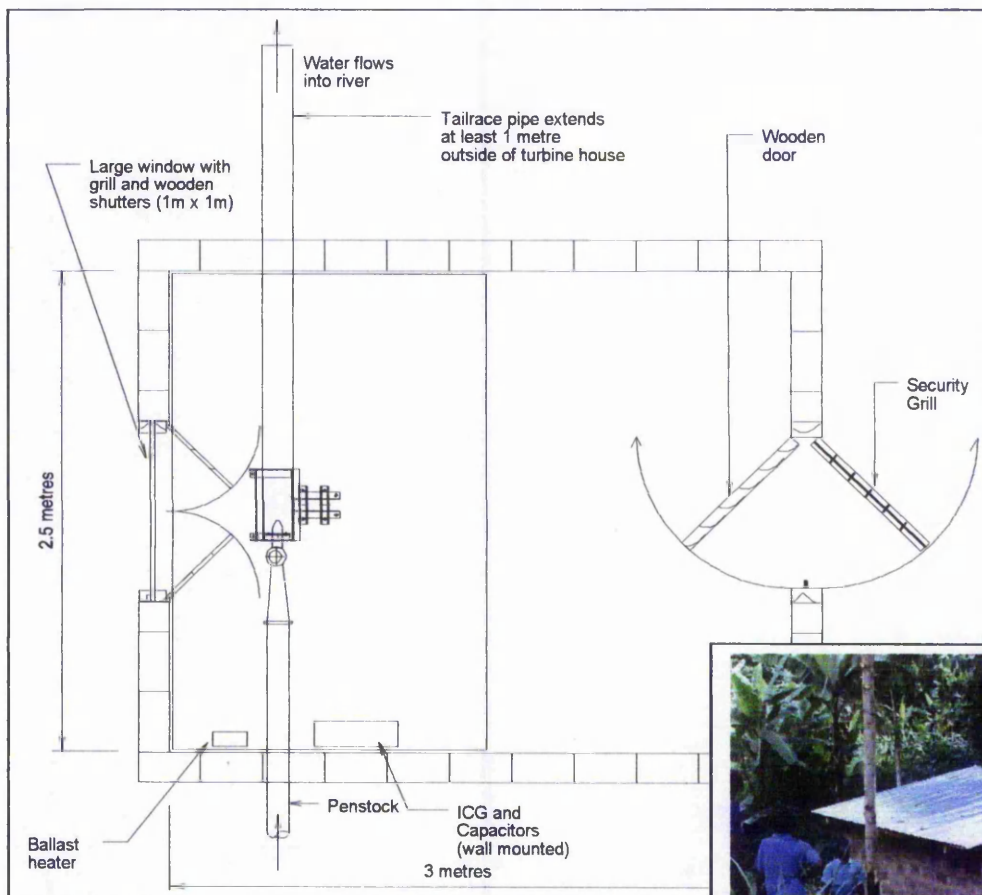 Water flows
into river
Tailrace pipe extends
at least 1 metre
outside of turbine house
Wooden
door
Large window with
grill and wooden
shutters (1m x 1m)
Security
Grill
2.5 metres
Penstock
ICG and
Capacitors
(wall mounted)
Ballast
heater
3 metres